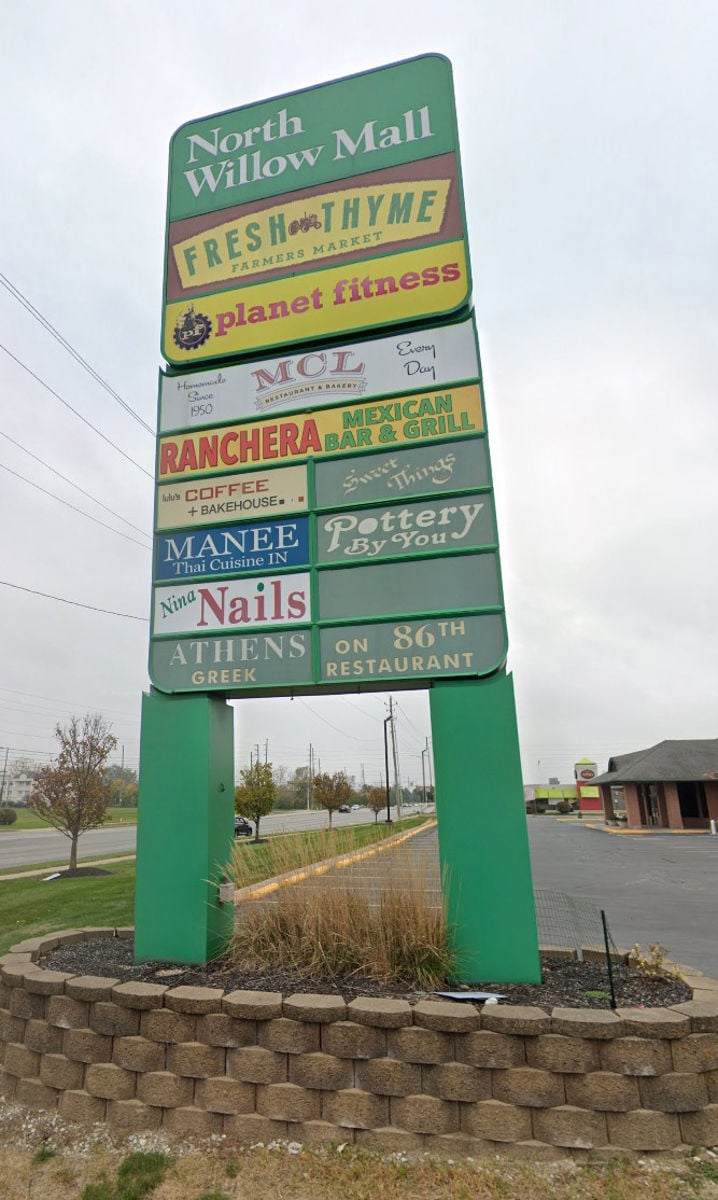 North
Willow Mall
FRESH THYME
FARMERS MARKET
pf planet fitness
Homemade
Since
1950
MCL
RESTAURANT & BAKERY
Every
Day
RANCHERA
MEXICAN
BAR & GRILL
lulu's COFFEE
+ BAKEHOUSE
Sweet
Things
MANEE
Thai Cuisine IN
Pottery
By You
Nina Nails
ATHENS ON 86TH
GREEK RESTAURANT